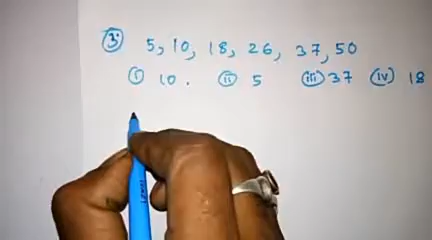 ③ 5, 10, 18, 26, 37, 50
ⓘ 10. ⓘⓘ 5 ⓘⓘⓘ 37 ⓘⓥ 18